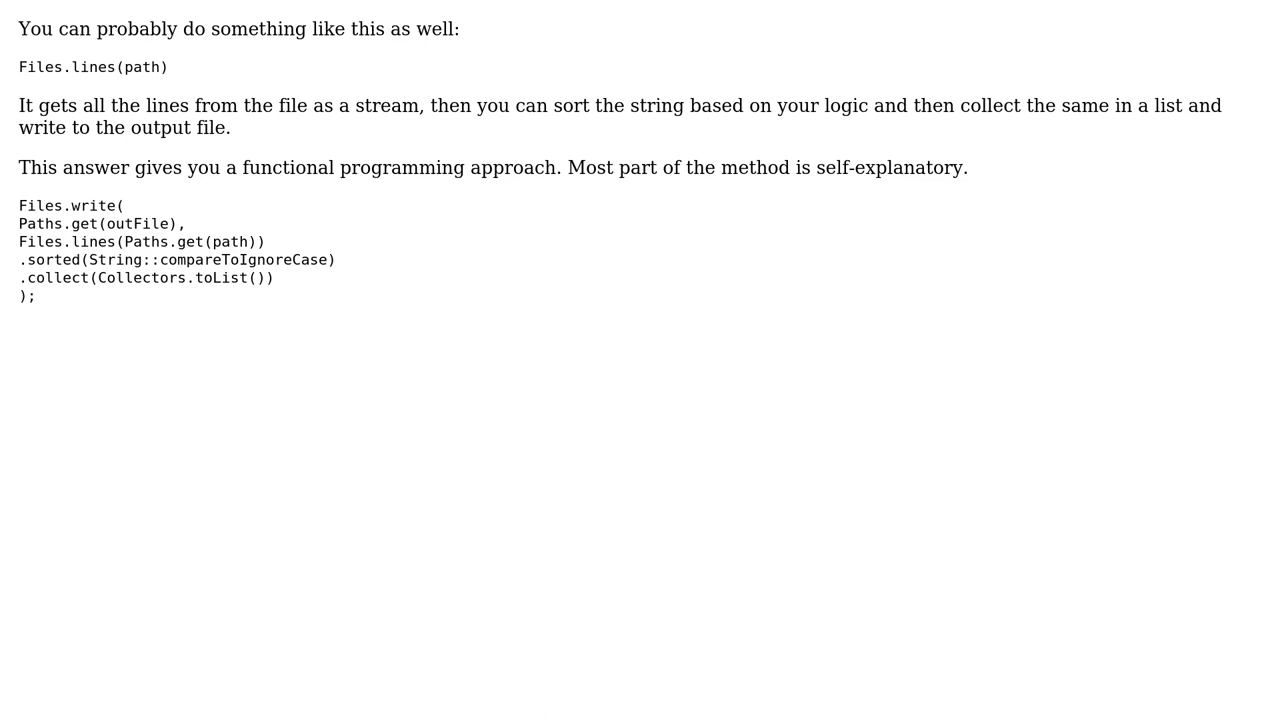 You can probably do something like this as well:
Files.lines(path)
It gets all the lines from the file as a stream, then you can sort the string based on your logic and then collect the same in a list and
write to the output file.
This answer gives you a functional programming approach. Most part of the method is self-explanatory.
Files.write(
Paths.get(outFile),
Files.lines(Paths.get(path))
.sorted(String::compareToIgnoreCase)
.collect(Collectors.toList())
);